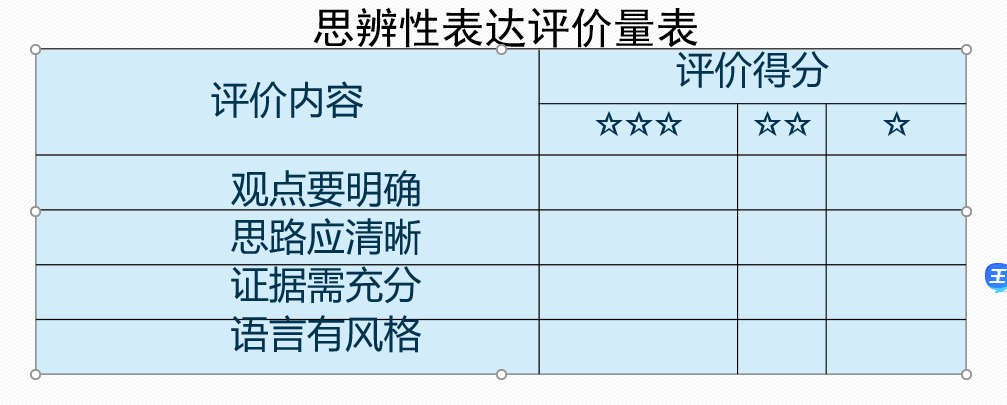 思辨性表达评价量表
评价内容
评价得分
☆☆☆
☆☆
☆
观点要明确
思路应清晰
证据需充分
语言有风格
王